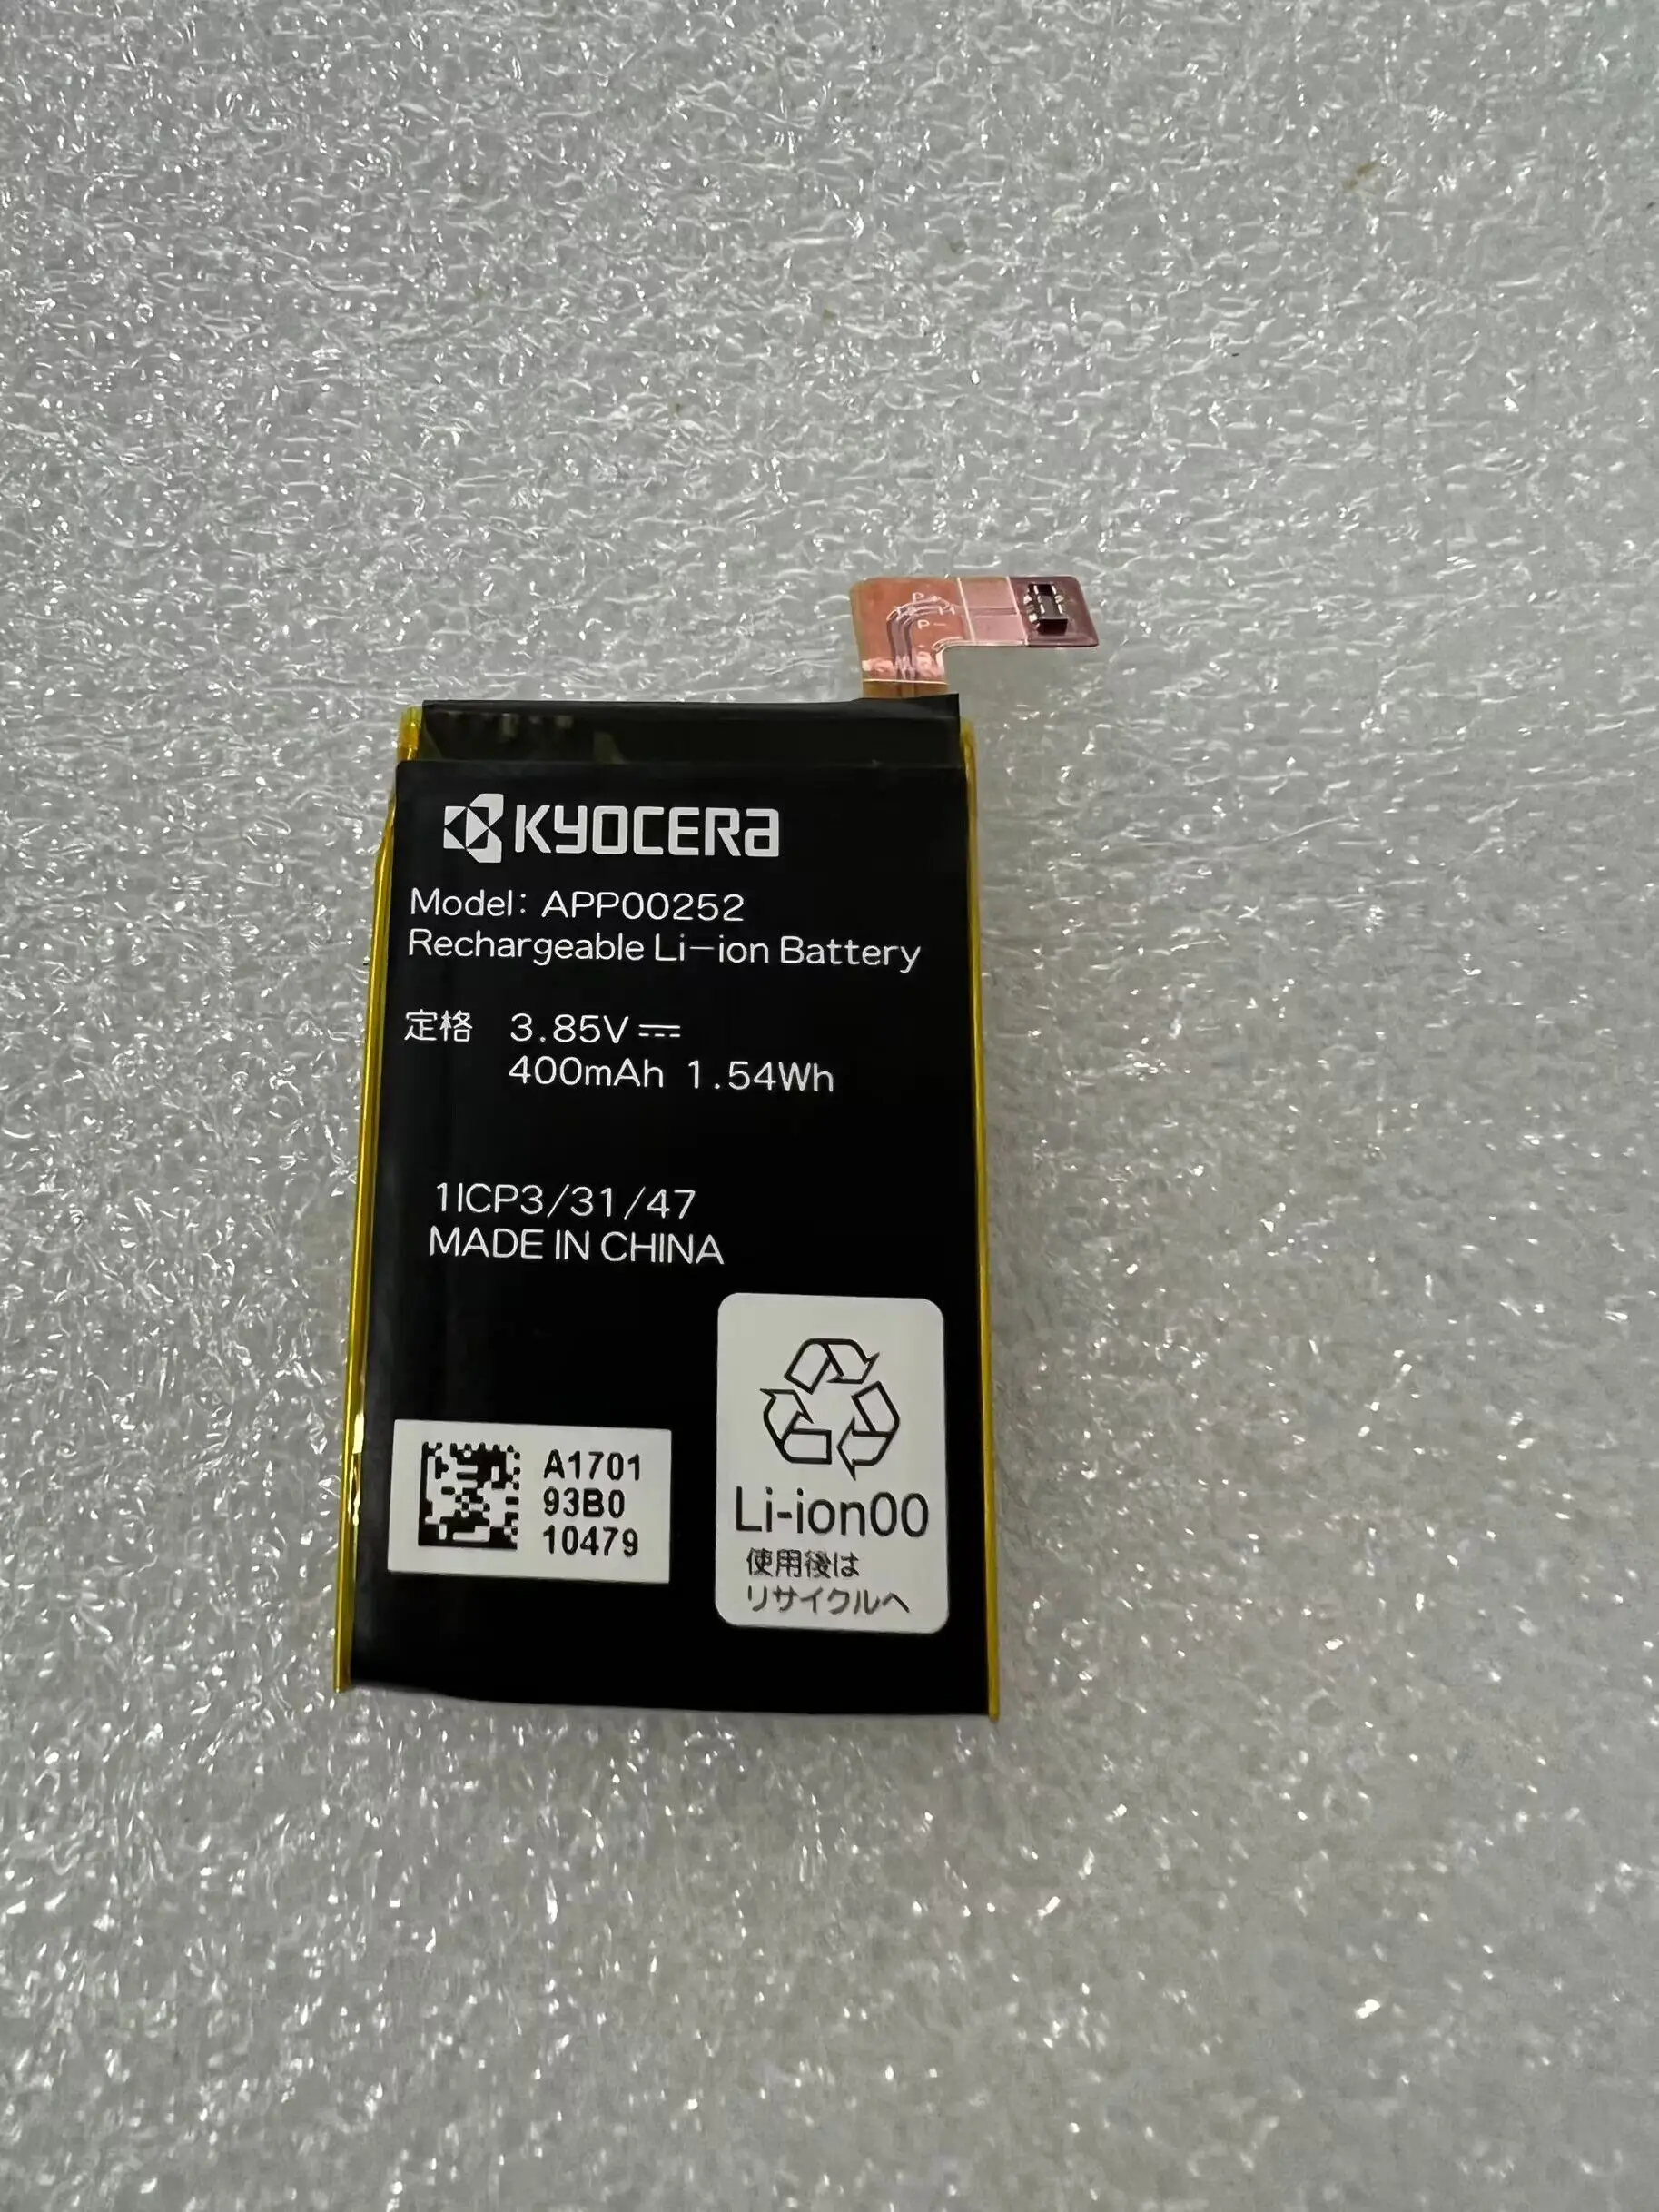 KYOCERA
Model: APP00252
Rechargeable Li-ion Battery
定格 3.85V
400mAh 1.54Wh
1ICP3/31/47
MADE IN CHINA
A1701
93B0
10479
Li-ion00
使用後は
リサイクルへ
P-